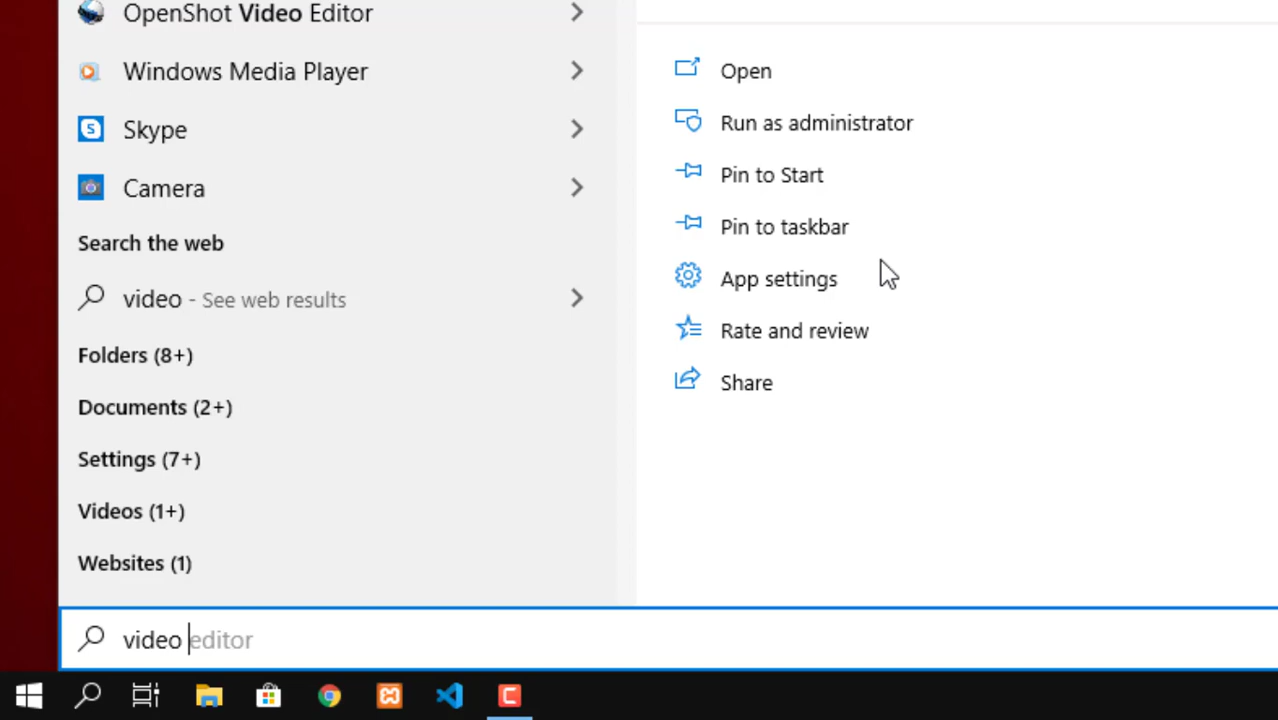 OpenShot Video Editor
Windows Media Player
Skype
Camera
Search the web
video - See web results
Folders (8+)
Documents (2+)
Settings (7+)
Videos (1+)
Websites (1)
Open
Run as administrator
Pin to Start
Pin to taskbar
App settings
Rate and review
Share
video editor